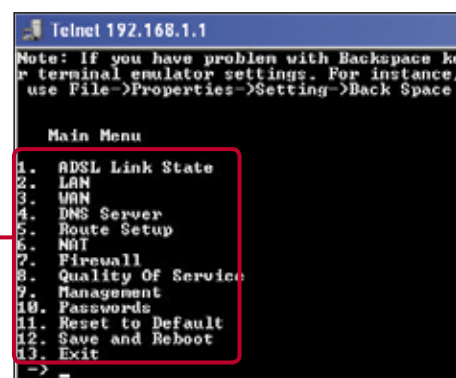 Telnet 192.168.1.1
Note: If you have problem with Backspace ke
r terminal emulator settings. For instance,
use File->Properties->Setting->Back Space
Main Menu
1. ADSL Link State
2. LAN
3. WAN
4. DNS Server
5. Route Setup
6. NAT
7. Firewall
8. Quality Of Service
9. Management
10. Passwords
11. Reset to Default
12. Save and Reboot
13. Exit
-> _